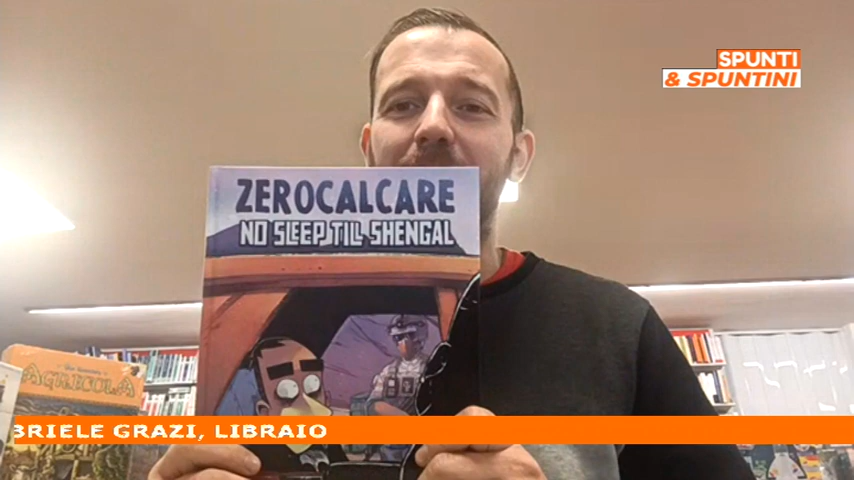 SPUNTI
& SPUNTINI
ZEROCALCARE
NO SLEEP TILL SHENGAL
AGRICOLA
BRIELE GRAZI, LIBRAIO